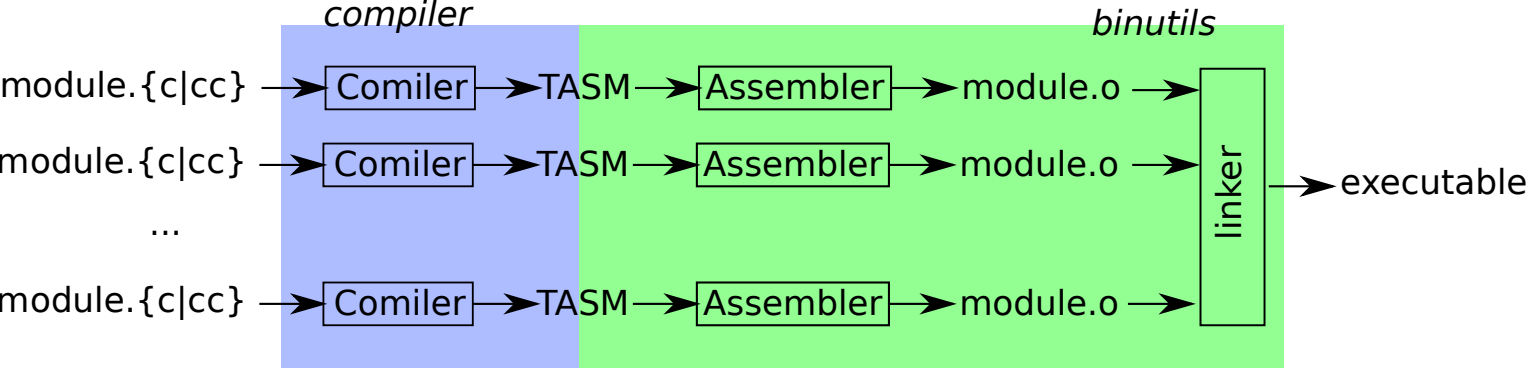 compiler
binutils
module.{c|cc} Comiler TASM Assembler module.o
module.{c|cc} Comiler TASM Assembler module.o
linker
executable
...
module.{c|cc} Comiler TASM Assembler module.o